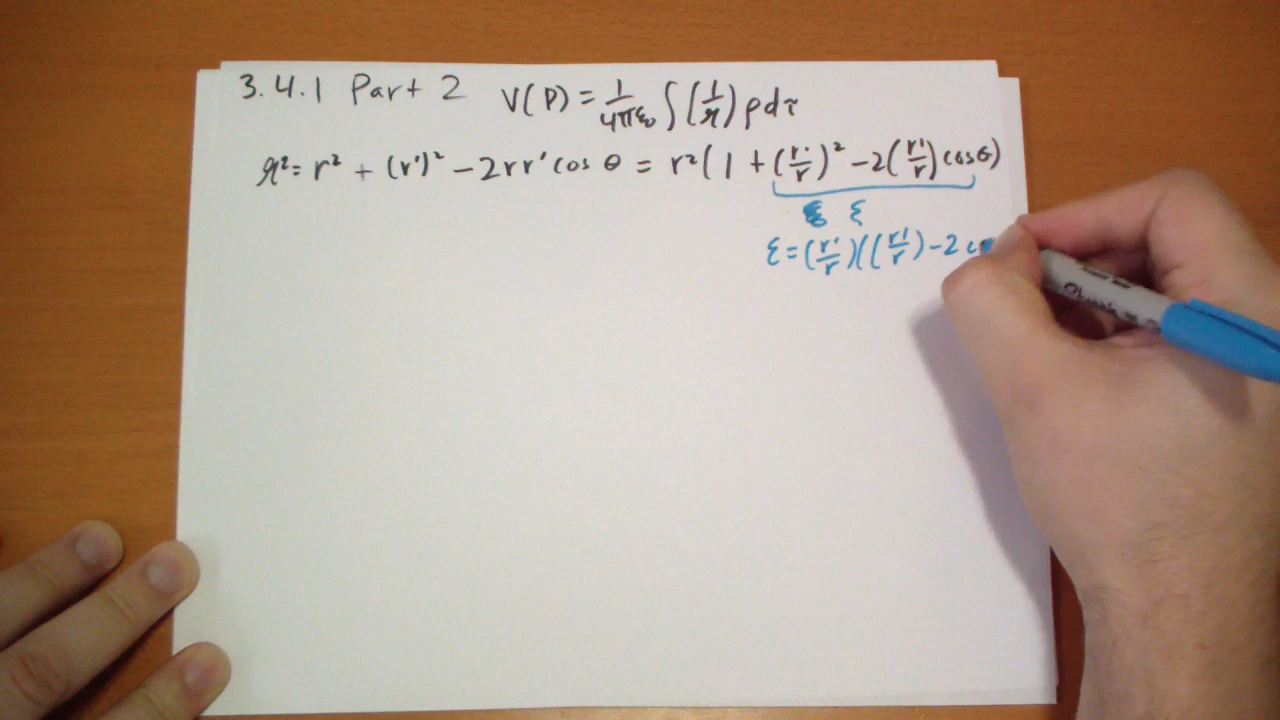 3.4.1 Part 2 V(P) = 1/4πε₀ ∫ (1/𝓇) ρ dτ
𝓇² = r² + (r')² − 2rr' cos θ = r² (1 + (r'/r)² − 2(r'/r) cos θ)
ε
ε = (r'/r)((r'/r) − 2